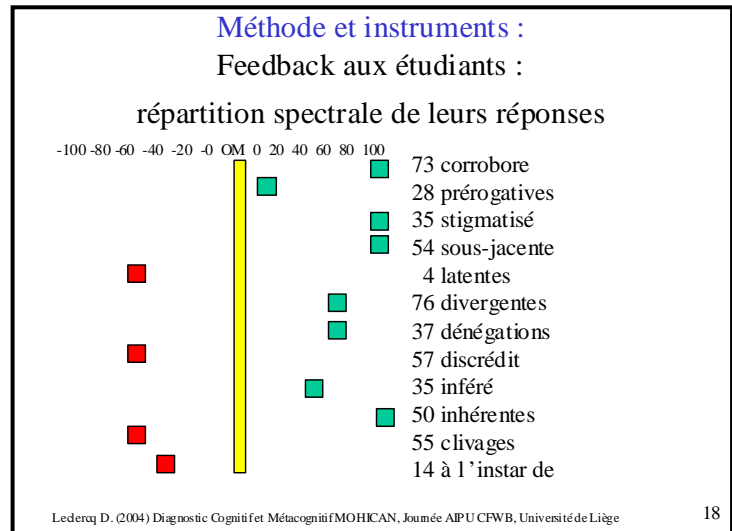 Méthode et instruments :
Feedback aux étudiants :
répartition spectrale de leurs réponses
-100 -80 -60 -40 -20 -0 OM 0 20 40 60 80 100
73 corrobore
28 prérogatives
35 stigmatisé
54 sous-jacente
4 latentes
76 divergentes
37 dénégations
57 discrédit
35 inféré
50 inhérentes
55 clivages
14 à l ’instar de
Leclercq D. (2004) Diagnostic Cognitif et Métacognitif MOHICAN, Journée AIPU CFWB, Université de Liège 18